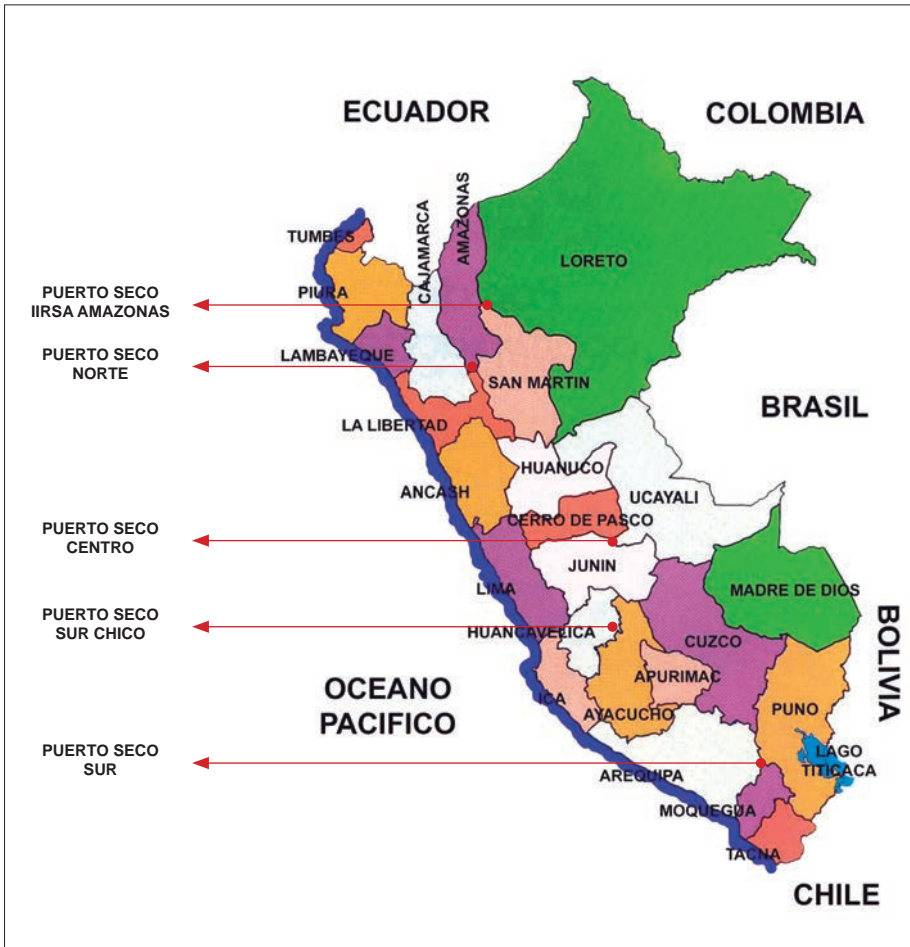 ECUADOR
COLOMBIA
CAJAMARCA
AMAZONAS
TUMBES
LORETO
PIURA
PUERTO SECO
IIRSA AMAZONAS
LAMBAYEQUE
PUERTO SECO
NORTE
SAN MARTIN
BRASIL
LA LIBERTAD
HUANUCO
ANCASH
UCAYALI
CERRO DE PASCO
PUERTO SECO
CENTRO
JUNIN
LIMA
MADRE DE DIOS
PUERTO SECO
SUR CHICO
HUANCAVELICA
CUZCO
BOLIVIA
APURIMAC
OCEANO
PACIFICO
ICA
AYACUCHO
PUNO
PUERTO SECO
SUR
LAGO
TITICACA
AREQUIPA
MOQUEGUA
TACNA
CHILE